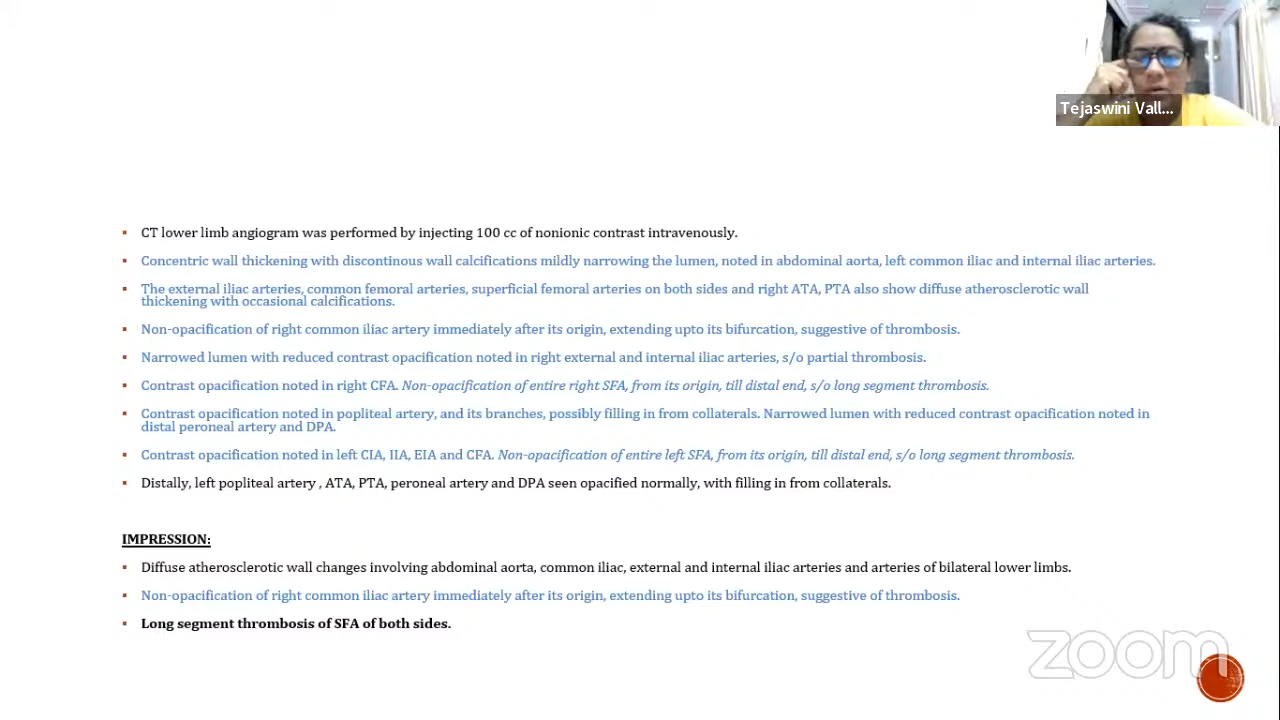 Tejaswini Vall...
▪ CT lower limb angiogram was performed by injecting 100 cc of nonionic contrast intravenously.
▪ Concentric wall thickening with discontinous wall calcifications mildly narrowing the lumen, noted in abdominal aorta, left common iliac and internal iliac arteries.
▪ The external iliac arteries, common femoral arteries, superficial femoral arteries on both sides and right ATA, PTA also show diffuse atherosclerotic wall
thickening with occasional calcifications.
▪ Non-opacification of right common iliac artery immediately after its origin, extending upto its bifurcation, suggestive of thrombosis.
▪ Narrowed lumen with reduced contrast opacification noted in right external and internal iliac arteries, s/o partial thrombosis.
▪ Contrast opacification noted in right CFA. Non-opacification of entire right SFA, from its origin, till distal end, s/o long segment thrombosis.
▪ Contrast opacification noted in popliteal artery, and its branches, possibly filling in from collaterals. Narrowed lumen with reduced contrast opacification noted in
distal peroneal artery and DPA.
▪ Contrast opacification noted in left CIA, IIA, EIA and CFA. Non-opacification of entire left SFA, from its origin, till distal end, s/o long segment thrombosis.
▪ Distally, left popliteal artery , ATA, PTA, peroneal artery and DPA seen opacified normally, with filling in from collaterals.
IMPRESSION:
▪ Diffuse atherosclerotic wall changes involving abdominal aorta, common iliac, external and internal iliac arteries and arteries of bilateral lower limbs.
▪ Non-opacification of right common iliac artery immediately after its origin, extending upto its bifurcation, suggestive of thrombosis.
▪ Long segment thrombosis of SFA of both sides.
zoom